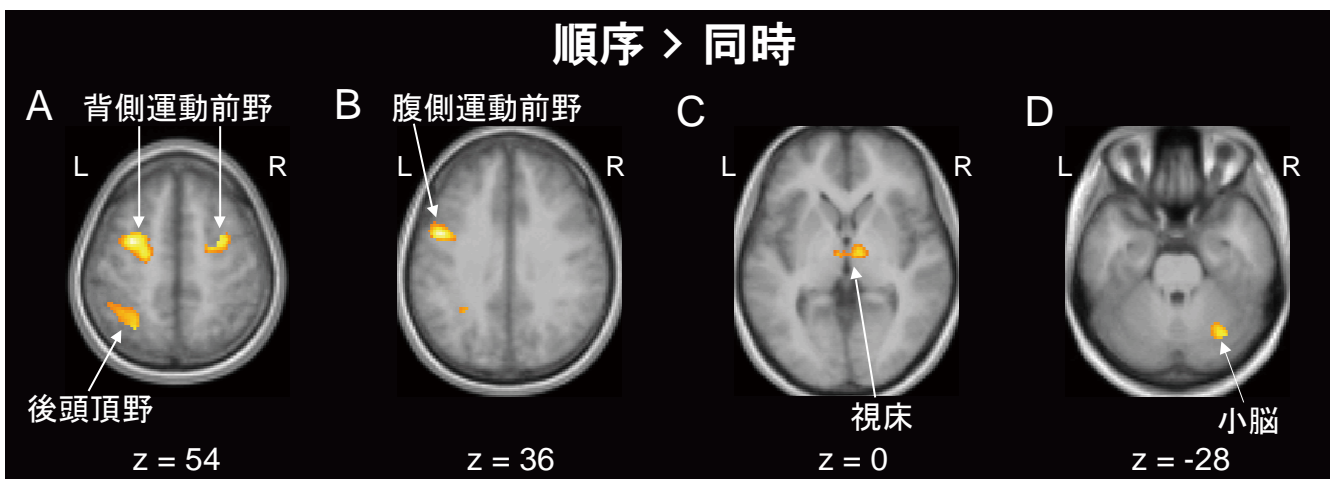 順序 > 同時
A 背側運動前野
L R
後頭頂野
z = 54
B 腹側運動前野
L R
z = 36
C
L R
視床
z = 0
D
L R
小脳
z = -28